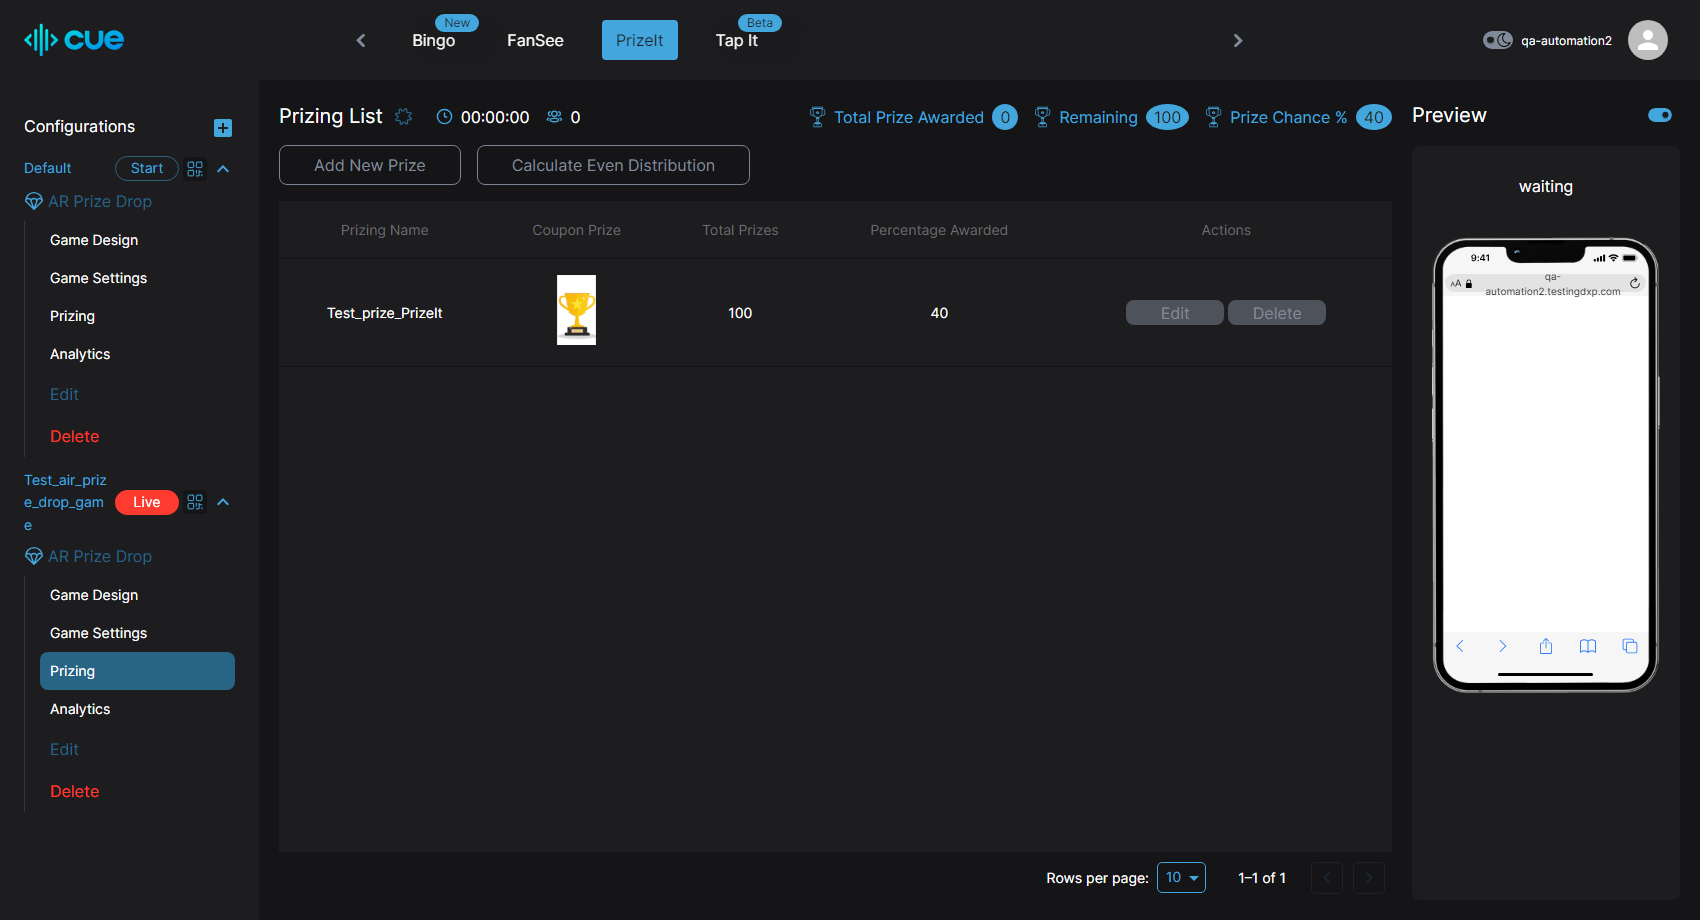 cue
New
Bingo
FanSee
PrizeIt
Beta
Tap It
qa-automation2
Configurations
Default
Start
AR Prize Drop
Game Design
Game Settings
Prizing
Analytics
Edit
Delete
Test_air_priz
e_drop_gam
e
Live
AR Prize Drop
Game Design
Game Settings
Prizing
Analytics
Edit
Delete
Prizing List
00:00:00
0
Total Prize Awarded 0
Remaining 100
Prize Chance % 40
Add New Prize
Calculate Even Distribution
Prizing Name Coupon Prize Total Prizes Percentage Awarded Actions
Test_prize_PrizeIt 100 40 Edit Delete
Rows per page: 10 1–1 of 1
Preview
waiting
9:41
AA
qa-
automation2.testingdxp.com